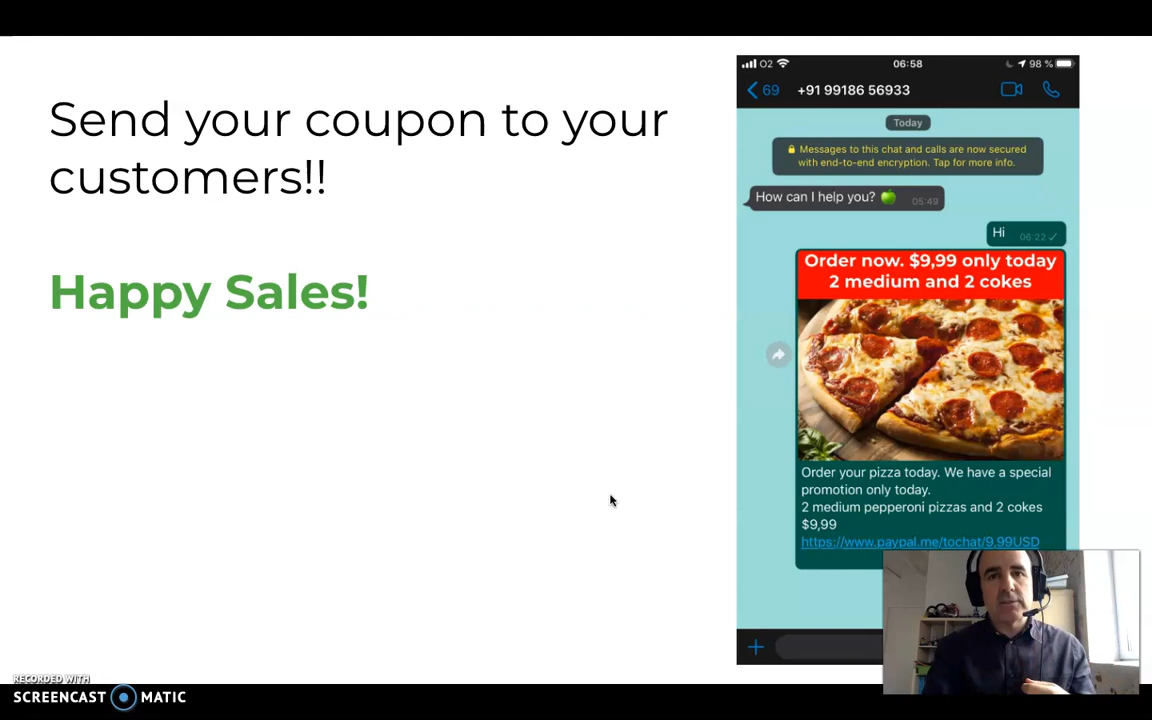 Send your coupon to your
customers!!
Happy Sales!
O2
06:58
98 %
69
+91 99186 56933
Today
Messages to this chat and calls are now secured
with end-to-end encryption. Tap for more info.
How can I help you?
05:49
Hi
06:22
Order now. $9,99 only today
2 medium and 2 cokes
Order your pizza today. We have a special
promotion only today.
2 medium pepperoni pizzas and 2 cokes
$9,99
https://www.paypal.me/tochat/9,99USD
RECORDED WITH
SCREENCAST MATIC